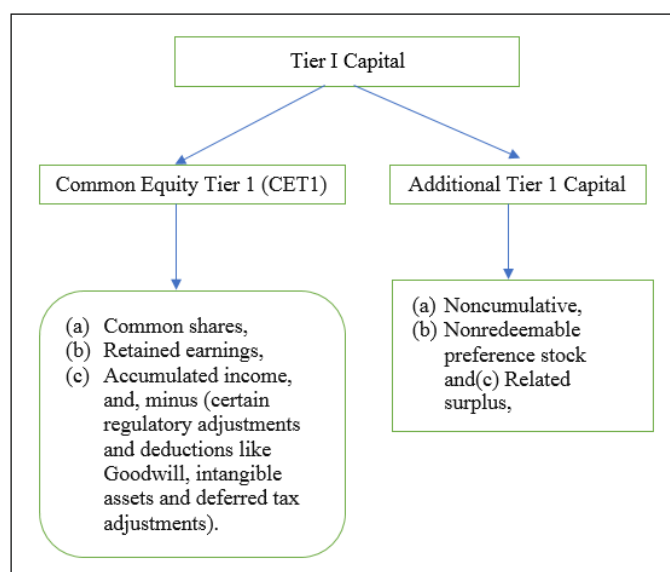 Tier I Capital
Common Equity Tier 1 (CET1)
Additional Tier 1 Capital
(a) Common shares,
(b) Retained earnings,
(c) Accumulated income,
and, minus (certain
regulatory adjustments
and deductions like
Goodwill, intangible
assets and deferred tax
adjustments).
(a) Noncumulative,
(b) Nonredeemable
preference stock
and(c) Related
surplus,